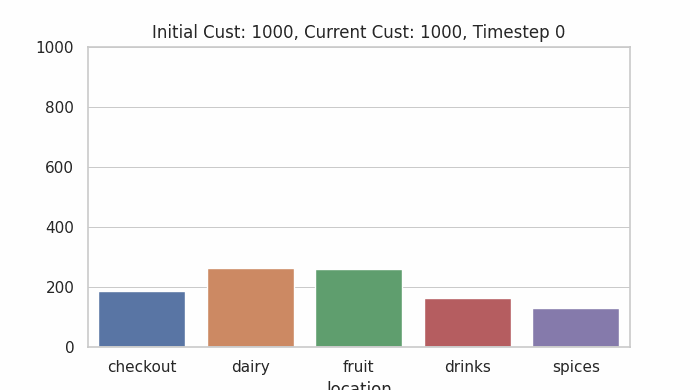 Initial Cust: 1000, Current Cust: 1000, Timestep 0
1000
800
600
400
200
0
checkout dairy fruit drinks spices
location